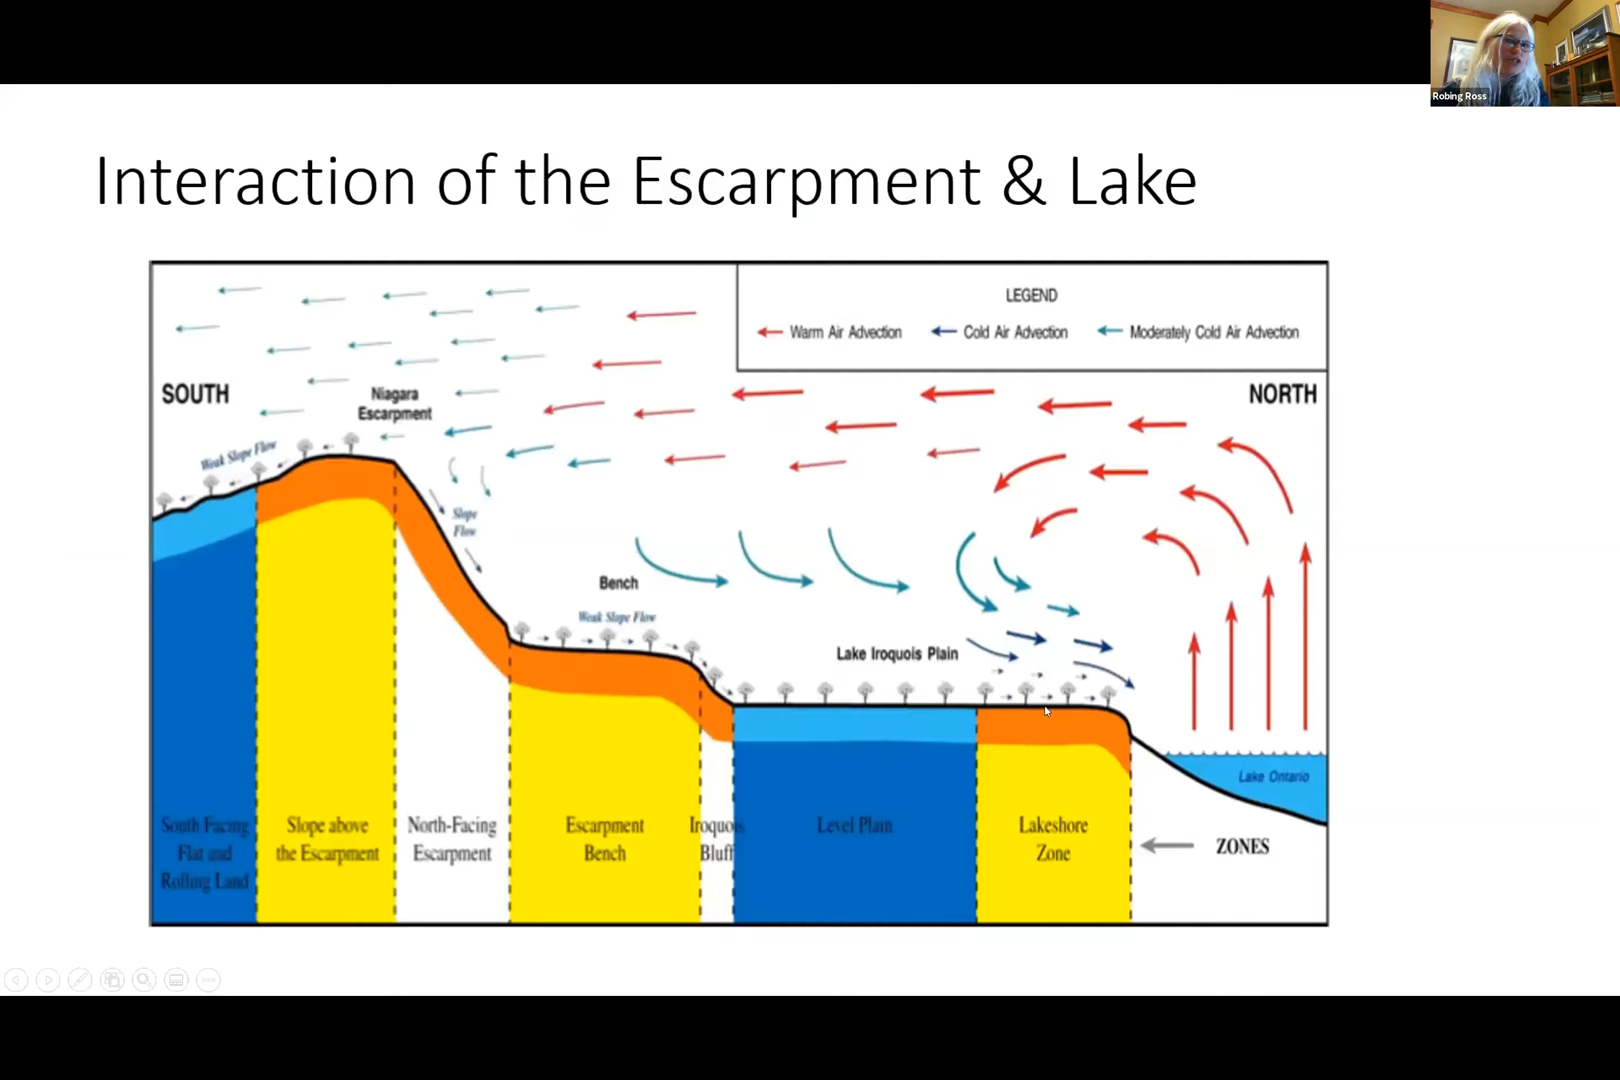 Robing Ross
Interaction of the Escarpment & Lake
LEGEND
Warm Air Advection
Cold Air Advection
Moderately Cold Air Advection
SOUTH
NORTH
Niagara
Escarpment
Weak Slope Flow
Slope
Flow
Bench
Weak Slope Flow
Lake Iroquois Plain
Lake Ontario
South Facing
Flat and
Rolling Land
Slope above
the Escarpment
North-Facing
Escarpment
Escarpment
Bench
Iroquois
Bluff
Level Plain
Lakeshore
Zone
ZONES